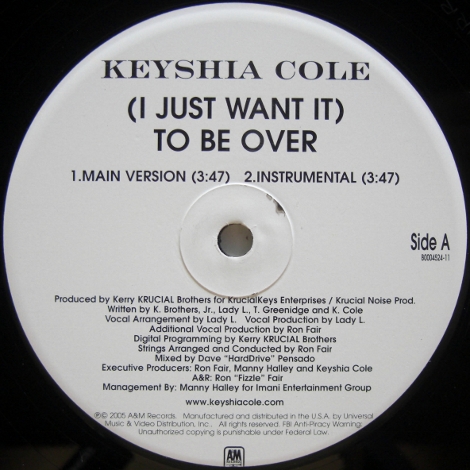 KEYSHIA COLE
(I JUST WANT IT)
TO BE OVER
1.MAIN VERSION (3:47) 2.INSTRUMENTAL (3:47)
Side A
B0004524-11
Produced by Kerry KRUCIAL Brothers for KrucialKeys Enterprises / Krucial Noise Prod.
Written by K. Brothers, Jr., Lady L., T. Greenidge and K. Cole
Vocal Arrangement by Lady L. Vocal Production by Lady L.
Additional Vocal Production by Ron Fair
Digital Programming by Kerry KRUCIAL Brothers
Strings Arranged and Conducted by Ron Fair
Mixed by Dave "HardDrive" Pensado
Executive Producers: Ron Fair, Manny Halley and Keyshia Cole
A&R: Ron "Fizzle" Fair
Management By: Manny Halley for Imani Entertainment Group
www.keyshiacole.com
℗© 2005 A&M Records. Manufactured and distributed in the U.S.A. by Universal
Music & Video Distribution, Inc., All rights reserved. FBI Anti-Piracy Warning:
Unauthorized copying is punishable under Federal Law.
A&M